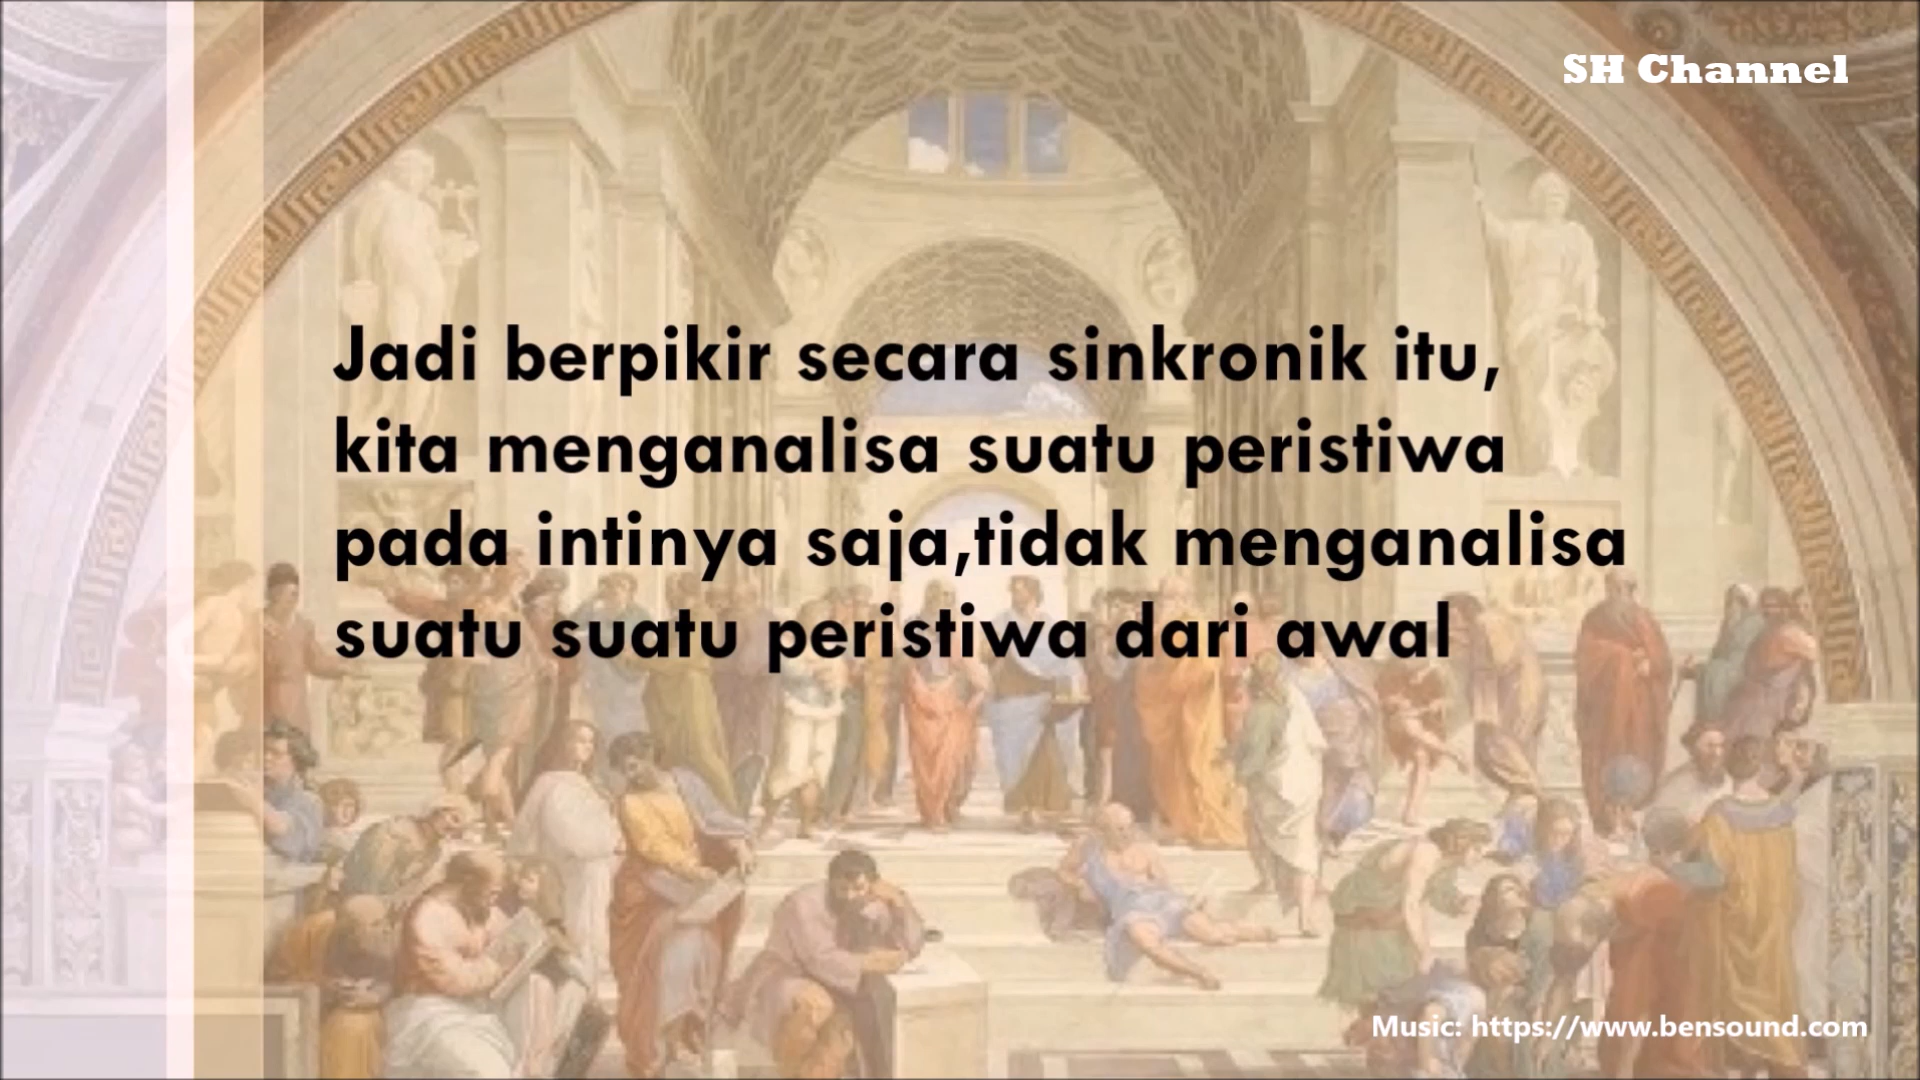 SH Channel
Jadi berpikir secara sinkronik itu,
kita menganalisa suatu peristiwa
pada intinya saja,tidak menganalisa
suatu suatu peristiwa dari awal
Music: https://www.bensound.com